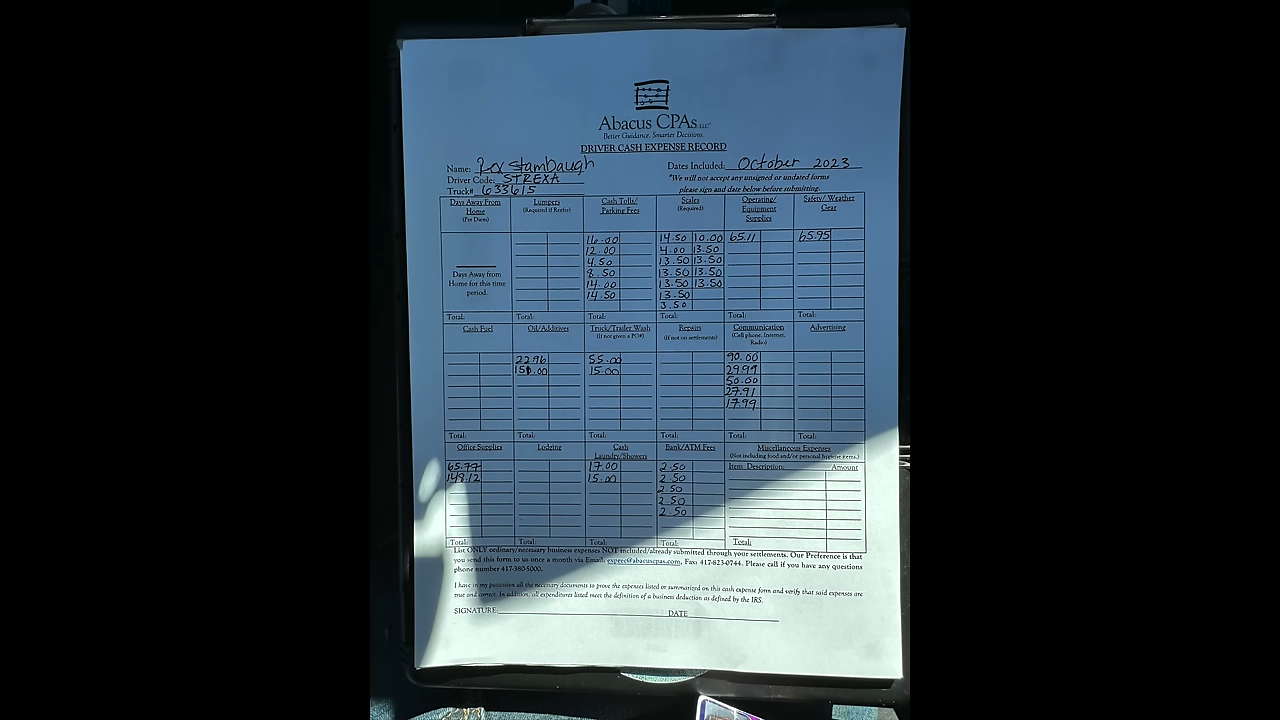 Abacus CPAs LLC
Better Guidance. Smarter Decisions.
DRIVER CASH EXPENSE RECORD
Name: Rex Stambaugh
Dates Included: October 2023
Driver Code: STREXA
*We will not accept any unsigned or undated forms
Truck# 633615
please sign and date below before submitting.
Days Away From Home (Per Diem)
Lumpers (Required if Reefer)
Cash Tolls/ Parking Fees
Scales (Required)
Operating/ Equipment Supplies
Safety/Weather Gear
16.00 14.50 10.00 65.11 65.95
12.00 4.00 13.50
4.50 13.50 13.50
8.50 13.50 13.50
14.00 13.50 13.50
14.50 13.50
3.50
Days Away from
Home for this time
period.
Total: Total: Total: Total: Total:
Cash Fuel
Oil/Additives
Truck/Trailer Wash (If not given a PO#)
Repairs (If not on settlements)
Communication (Cell phone, Internet, Radio)
Advertising
22.96 55.00 90.00
150.00 15.00 29.99
50.00
27.91
17.99
Total: Total: Total: Total: Total: Total:
Office Supplies
Lodging
Cash Laundry/Showers
Bank/ATM Fees
Miscellaneous Expenses
(Not including food and/or personal hygiene items.)
Item Description: Amount
65.77 17.00 2.50
148.12 15.00 2.50
2.50
2.50
2.50
Total: Total: Total: Total: Total:
List ONLY ordinary/necessary business expenses NOT included/already submitted through your settlements. Our Preference is that
you send this form to us once a month via Email: exprec@abacuscpas.com, Fax: 417-823-0744. Please call if you have any questions
phone number 417-380-5000.
I have in my possession all the necessary documents to prove the expenses listed or summarized on this cash expense form and verify that said expenses are
true and correct. In addition, all expenditures listed meet the definition of a business deduction as defined by the IRS.
SIGNATURE: DATE